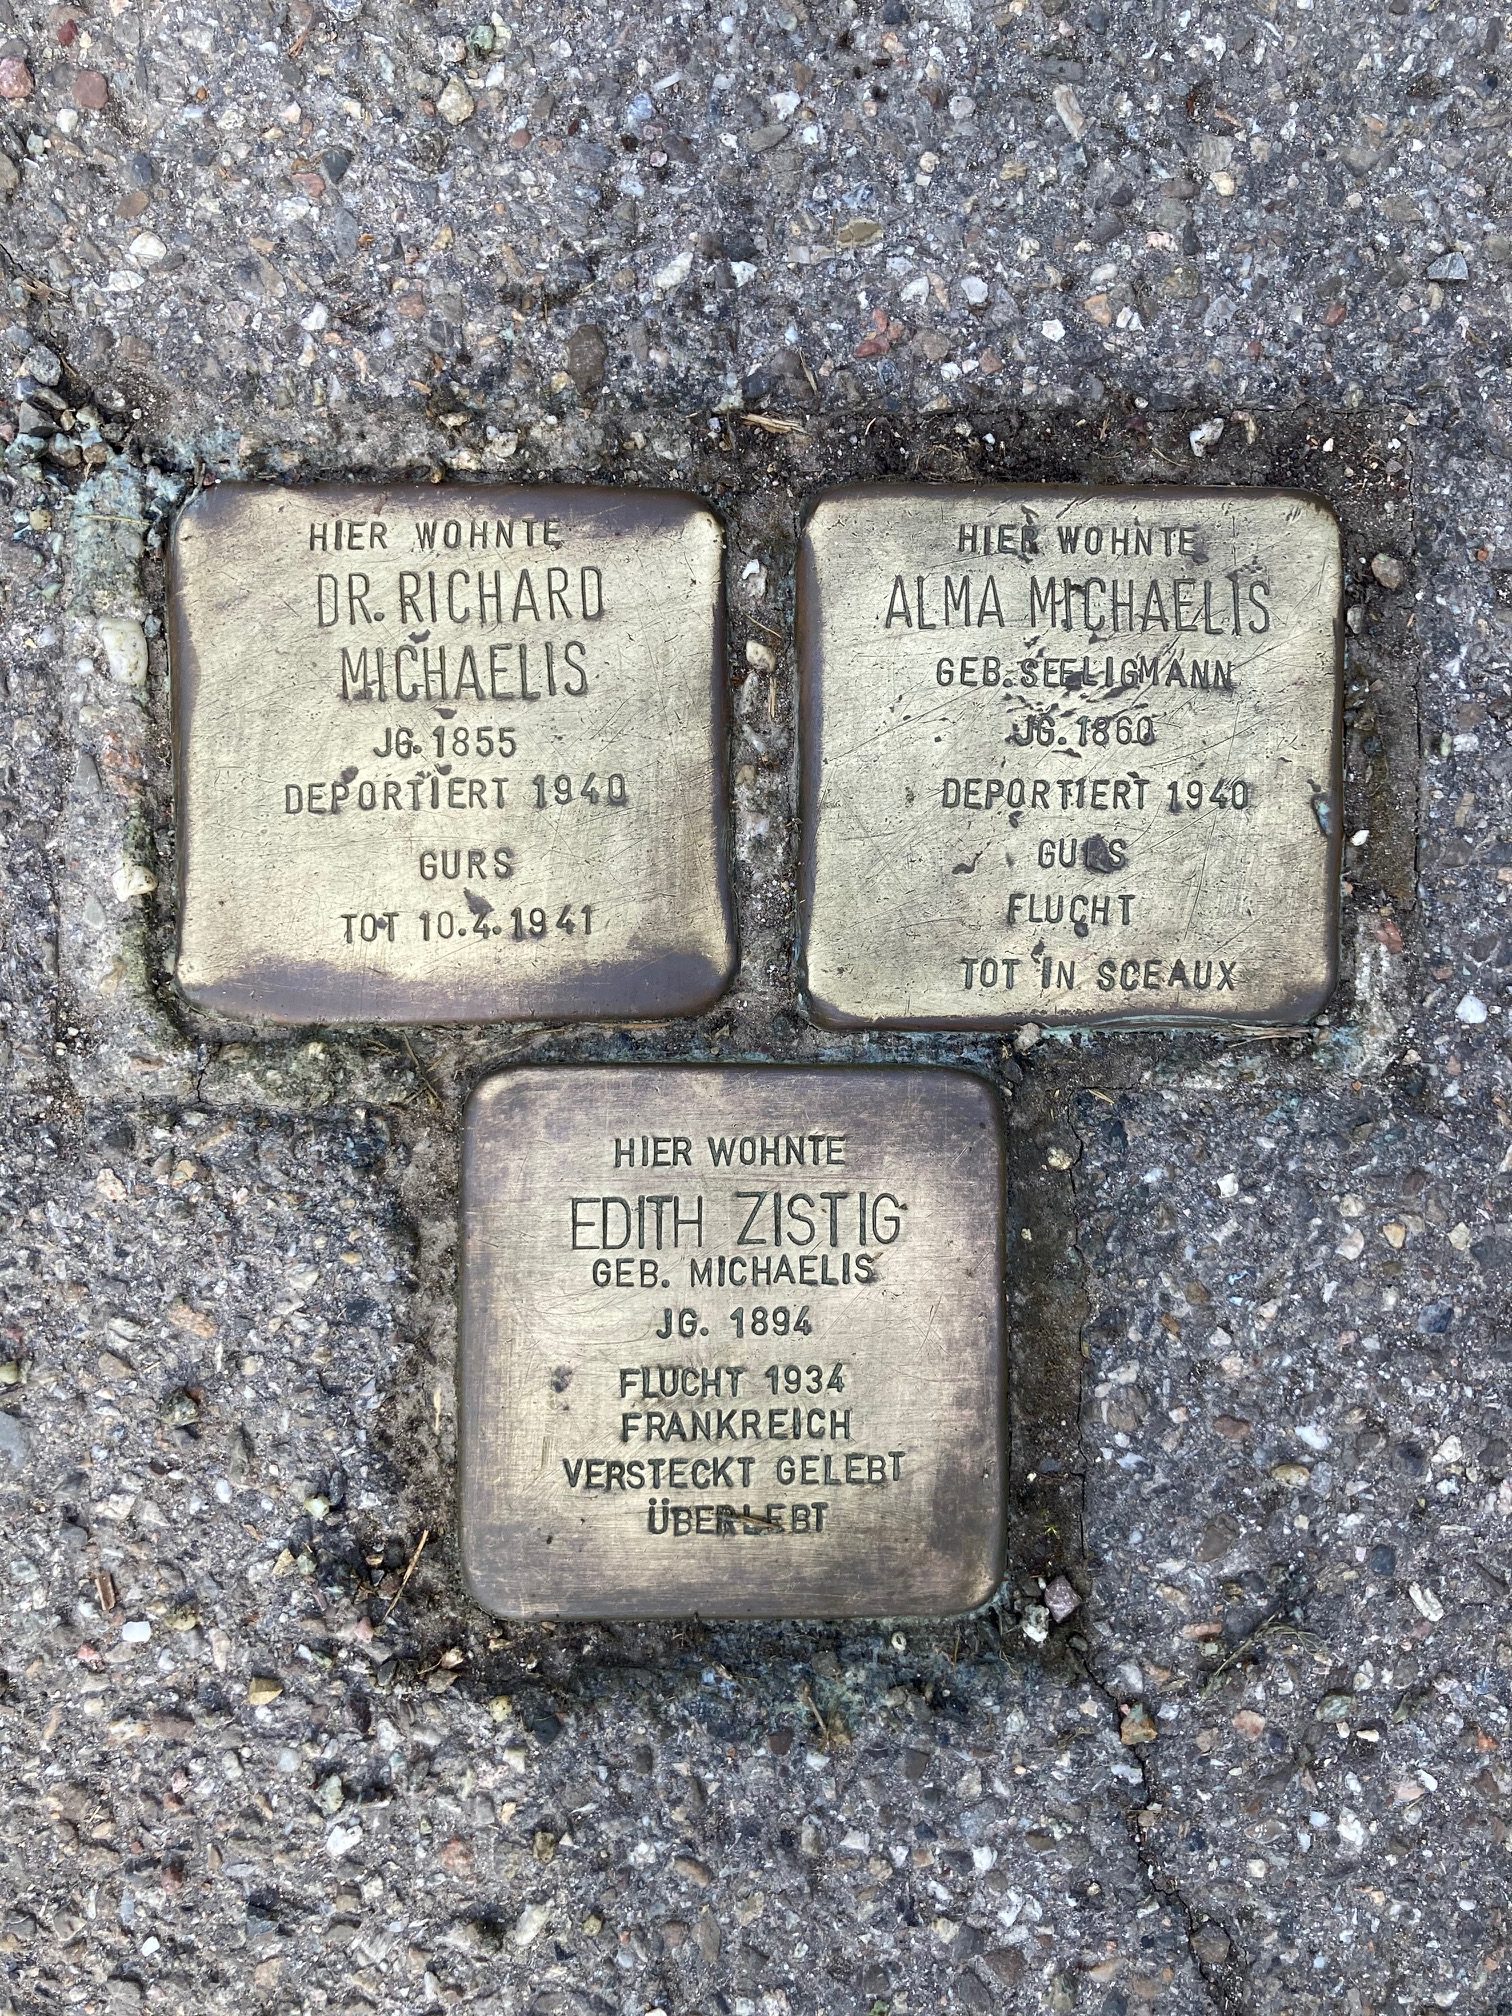 HIER WOHNTE
DR. RICHARD
MICHAELIS
JG. 1855
DEPORTIERT 1940
GURS
TOT 10.4.1941
HIER WOHNTE
ALMA MICHAELIS
GEB. SEELIGMANN
JG. 1860
DEPORTIERT 1940
GURS
FLUCHT
TOT IN SCEAUX
HIER WOHNTE
EDITH ZISTIG
GEB. MICHAELIS
JG. 1894
FLUCHT 1934
FRANKREICH
VERSTECKT GELEBT
ÜBERLEBT